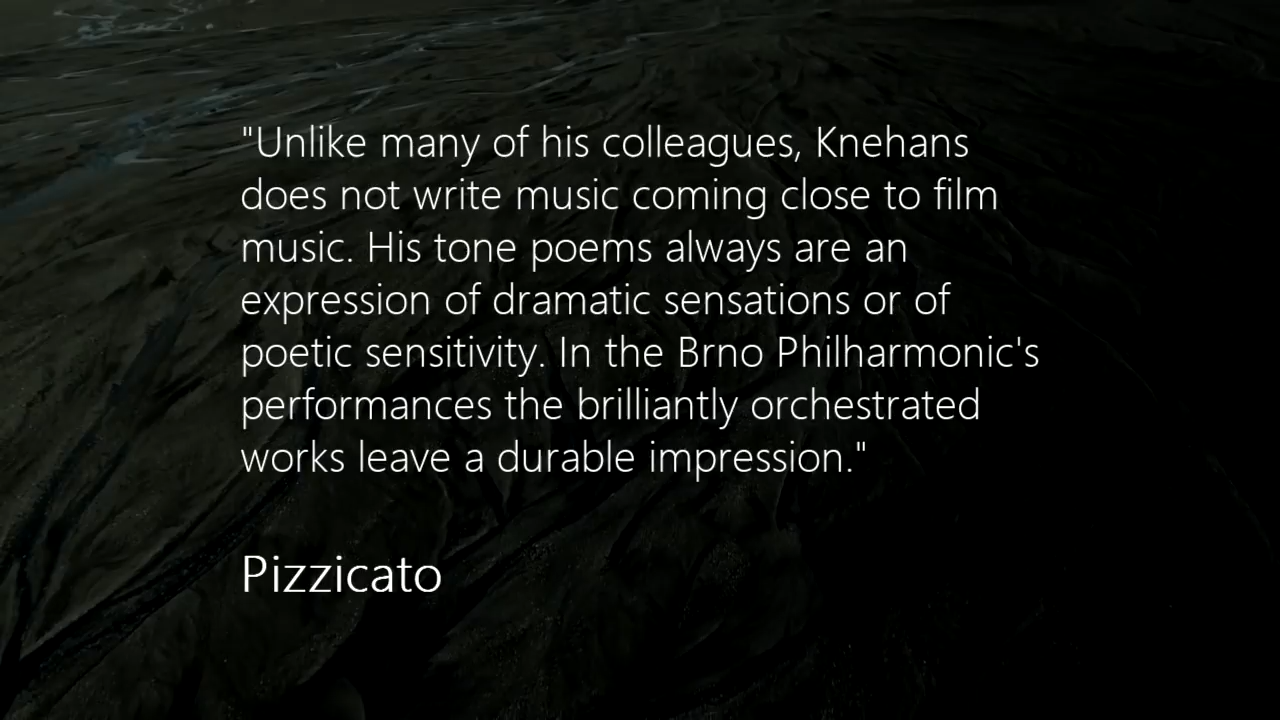 "Unlike many of his colleagues, Knehans
does not write music coming close to film
music. His tone poems always are an
expression of dramatic sensations or of
poetic sensitivity. In the Brno Philharmonic's
performances the brilliantly orchestrated
works leave a durable impression."
Pizzicato